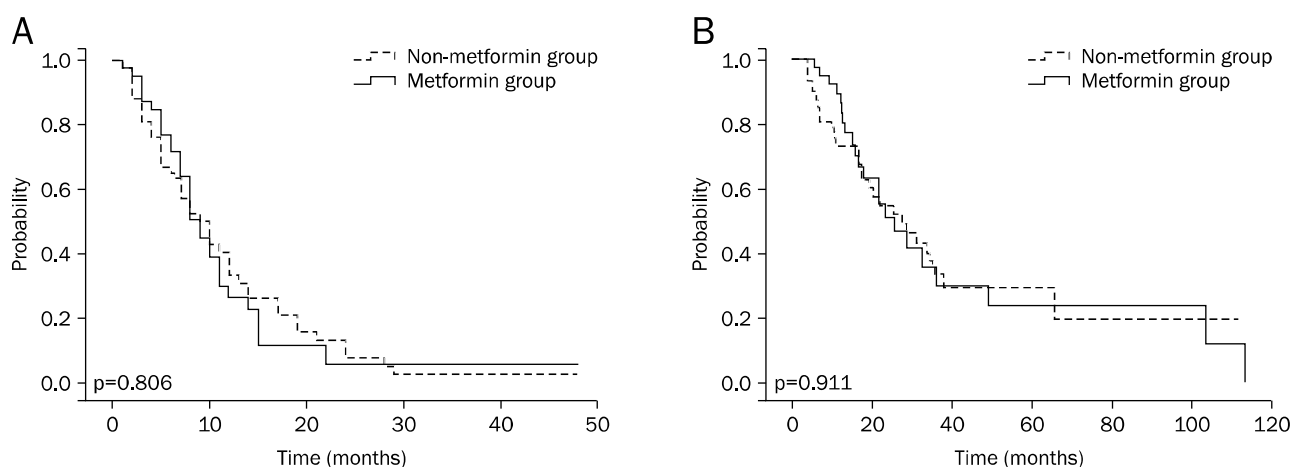 A
Non-metformin group
Metformin group
Probability
1.0
0.8
0.6
0.4
0.2
0.0
p=0.806
0 10 20 30 40 50
Time (months)
B
Non-metformin group
Metformin group
Probability
1.0
0.8
0.6
0.4
0.2
0.0
p=0.911
0 20 40 60 80 100 120
Time (months)